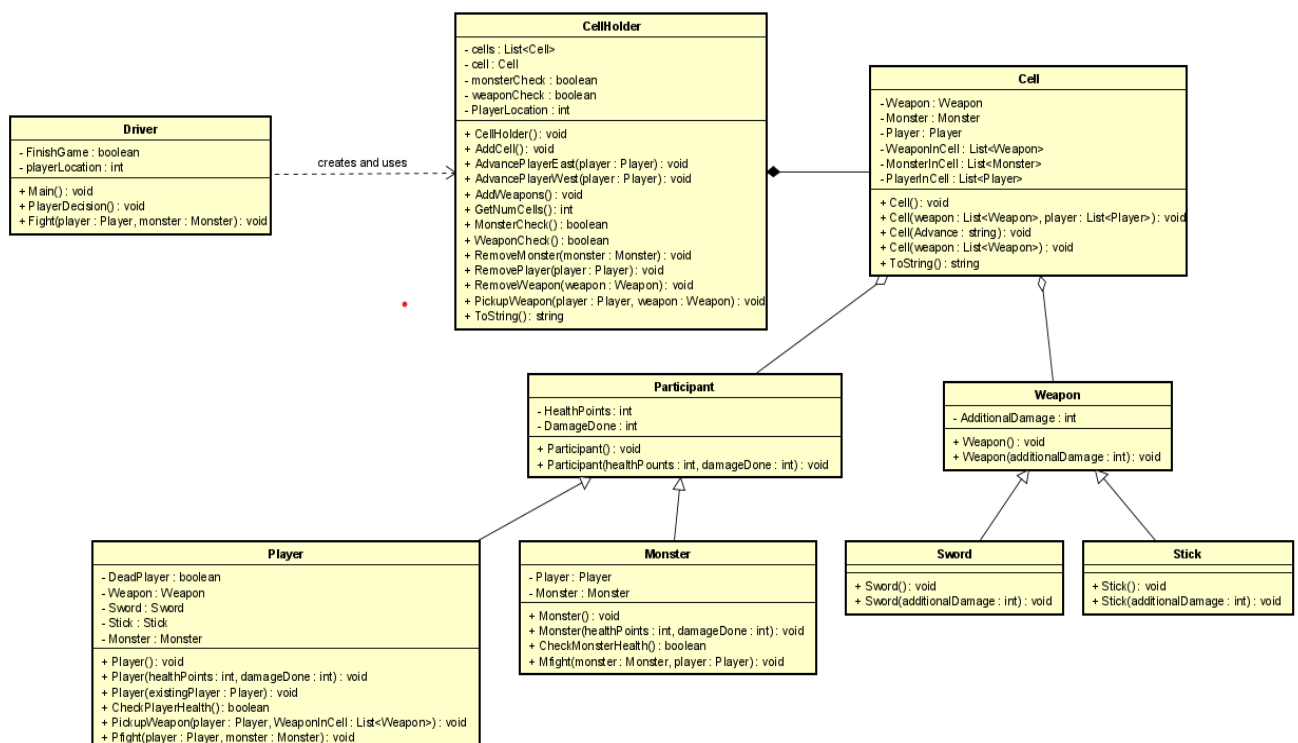 CellHolder
- cells : List<Cell>
- cell : Cell
- monsterCheck : boolean
- weaponCheck : boolean
- PlayerLocation : int
+ CellHolder() : void
+ AddCell() : void
+ AdvancePlayerEast(player : Player) : void
+ AdvancePlayerWest(player : Player) : void
+ AddWeapons() : void
+ GetNumCells() : int
+ MonsterCheck() : boolean
+ WeaponCheck() : boolean
+ RemoveMonster(monster : Monster) : void
+ RemovePlayer(player : Player) : void
+ RemoveWeapon(weapon : Weapon) : void
+ PickupWeapon(player : Player, weapon : Weapon) : void
+ ToString() : string
Cell
- Weapon : Weapon
- Monster : Monster
- Player : Player
- WeaponInCell : List<Weapon>
- MonsterInCell : List<Monster>
- PlayerInCell : List<Player>
+ Cell() : void
+ Cell(weapon : List<Weapon>, player : List<Player>) : void
+ Cell(Advance : string) : void
+ Cell(weapon : List<Weapon>) : void
+ ToString() : string
Driver
- FinishGame : boolean
- playerLocation : int
+ Main() : void
+ PlayerDecision() : void
+ Fight(player : Player, monster : Monster) : void
creates and uses
Participant
- HealthPoints : int
- DamageDone : int
+ Participant() : void
+ Participant(healthPounts : int, damageDone : int) : void
Weapon
- AdditionalDamage : int
+ Weapon() : void
+ Weapon(additionalDamage : int) : void
Player
- DeadPlayer : boolean
- Weapon : Weapon
- Sword : Sword
- Stick : Stick
- Monster : Monster
+ Player() : void
+ Player(healthPoints : int, damageDone : int) : void
+ Player(existingPlayer : Player) : void
+ CheckPlayerHealth() : boolean
+ PickupWeapon(player : Player, WeaponInCell : List<Weapon>) : void
+ Pfight(player : Player, monster : Monster) : void
Monster
- Player : Player
- Monster : Monster
+ Monster() : void
+ Monster(healthPoints : int, damageDone : int) : void
+ CheckMonsterHealth() : boolean
+ Mfight(monster : Monster, player : Player) : void
Sword
+ Sword() : void
+ Sword(additionalDamage : int) : void
Stick
+ Stick() : void
+ Stick(additionalDamage : int) : void